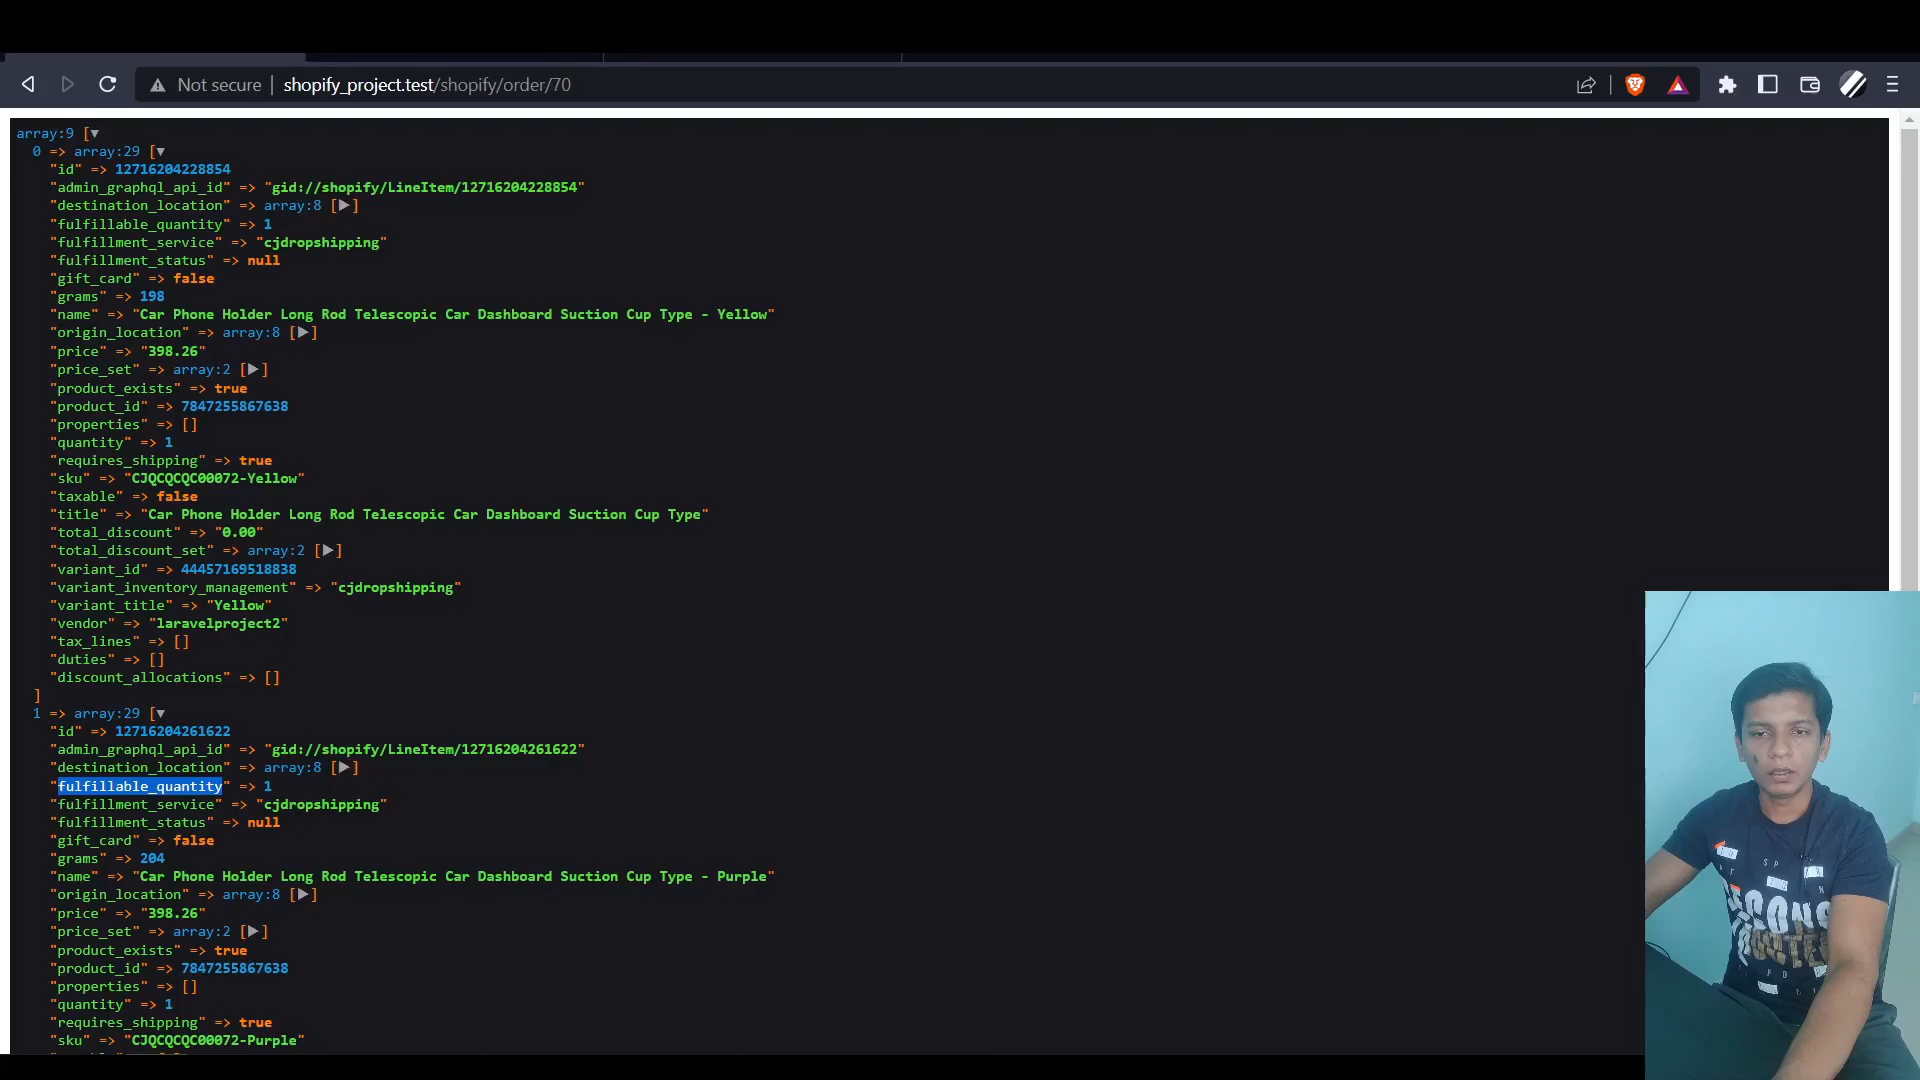 Not secure | shopify_project.test/shopify/order/70
array:9 [▼
0 => array:29 [▼
"id" => 12716204228854
"admin_graphql_api_id" => "gid://shopify/LineItem/12716204228854"
"destination_location" => array:8 [▶]
"fulfillable_quantity" => 1
"fulfillment_service" => "cjdropshipping"
"fulfillment_status" => null
"gift_card" => false
"grams" => 198
"name" => "Car Phone Holder Long Rod Telescopic Car Dashboard Suction Cup Type - Yellow"
"origin_location" => array:8 [▶]
"price" => "398.26"
"price_set" => array:2 [▶]
"product_exists" => true
"product_id" => 7847255867638
"properties" => []
"quantity" => 1
"requires_shipping" => true
"sku" => "CJQCQCQC00072-Yellow"
"taxable" => false
"title" => "Car Phone Holder Long Rod Telescopic Car Dashboard Suction Cup Type"
"total_discount" => "0.00"
"total_discount_set" => array:2 [▶]
"variant_id" => 44457169518838
"variant_inventory_management" => "cjdropshipping"
"variant_title" => "Yellow"
"vendor" => "laravelproject2"
"tax_lines" => []
"duties" => []
"discount_allocations" => []
]
1 => array:29 [▼
"id" => 12716204261622
"admin_graphql_api_id" => "gid://shopify/LineItem/12716204261622"
"destination_location" => array:8 [▶]
"fulfillable_quantity" => 1
"fulfillment_service" => "cjdropshipping"
"fulfillment_status" => null
"gift_card" => false
"grams" => 204
"name" => "Car Phone Holder Long Rod Telescopic Car Dashboard Suction Cup Type - Purple"
"origin_location" => array:8 [▶]
"price" => "398.26"
"price_set" => array:2 [▶]
"product_exists" => true
"product_id" => 7847255867638
"properties" => []
"quantity" => 1
"requires_shipping" => true
"sku" => "CJQCQCQC00072-Purple"